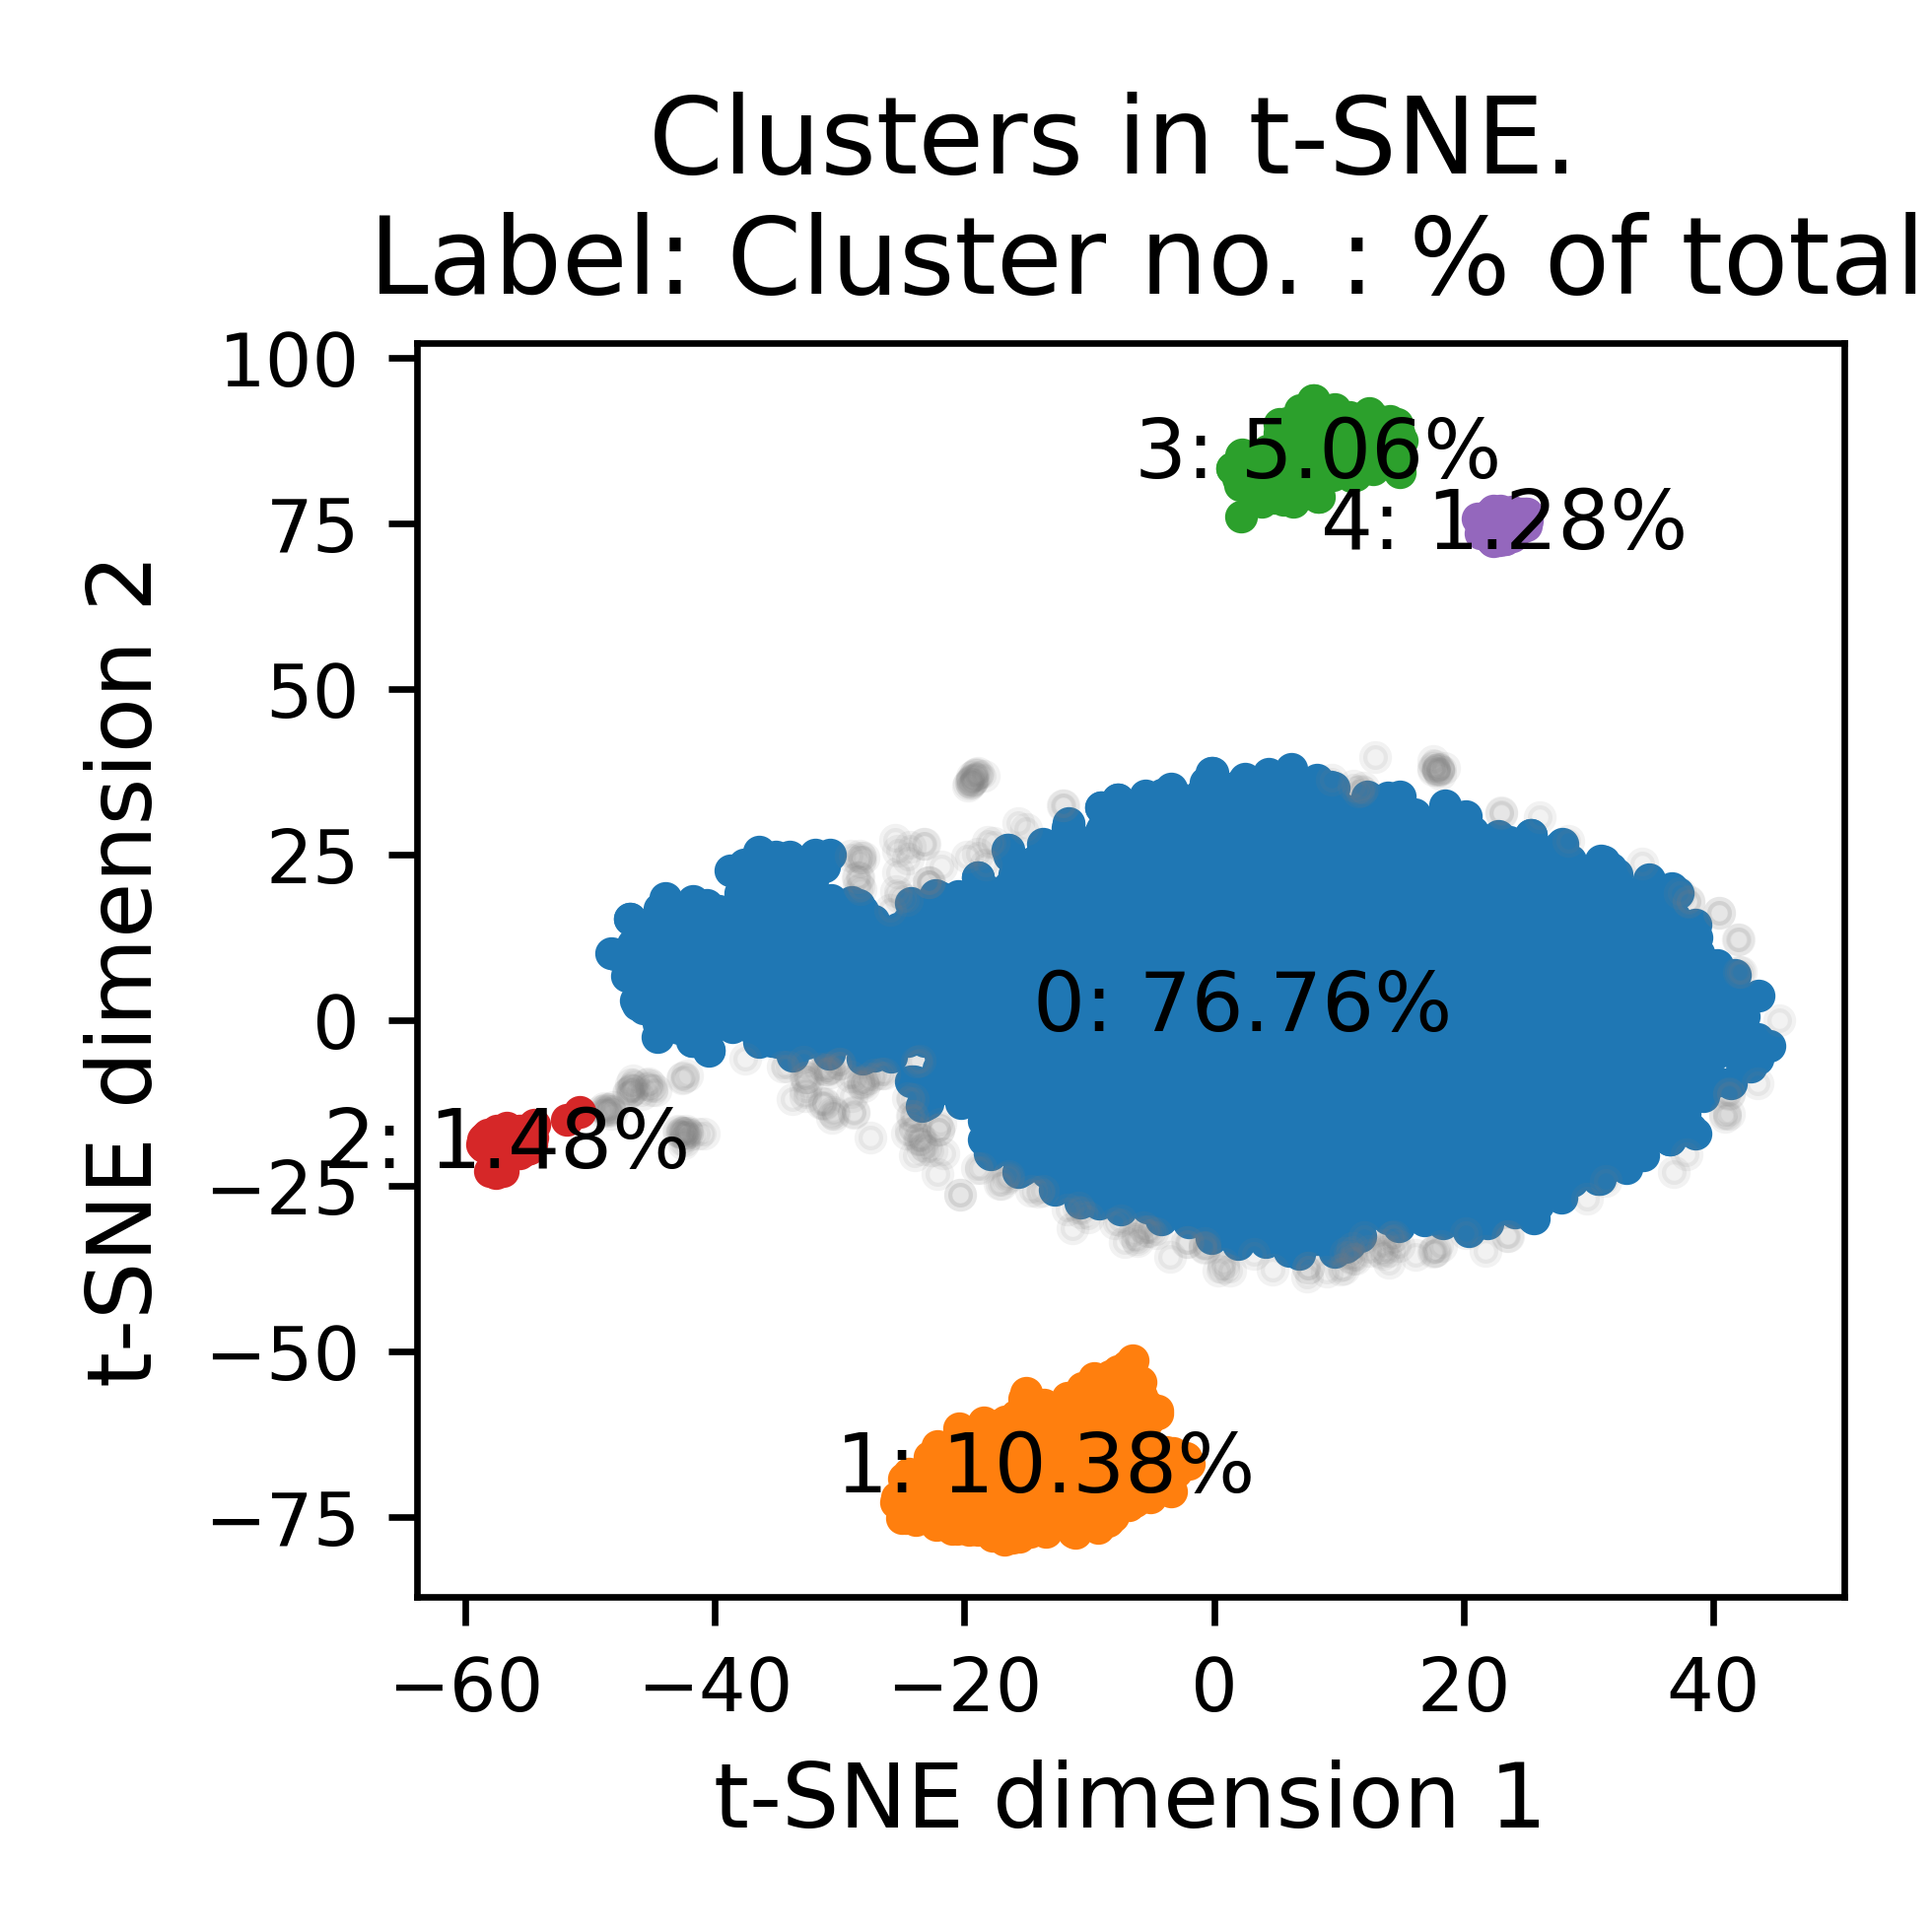 Clusters in t-SNE.
Label: Cluster no. : % of total
100
75
50
25
0
−25
−50
−75
t-SNE dimension 2
3: 5.06%
4: 1.28%
0: 76.76%
2: 1.48%
1: 10.38%
−60 −40 −20 0 20 40
t-SNE dimension 1